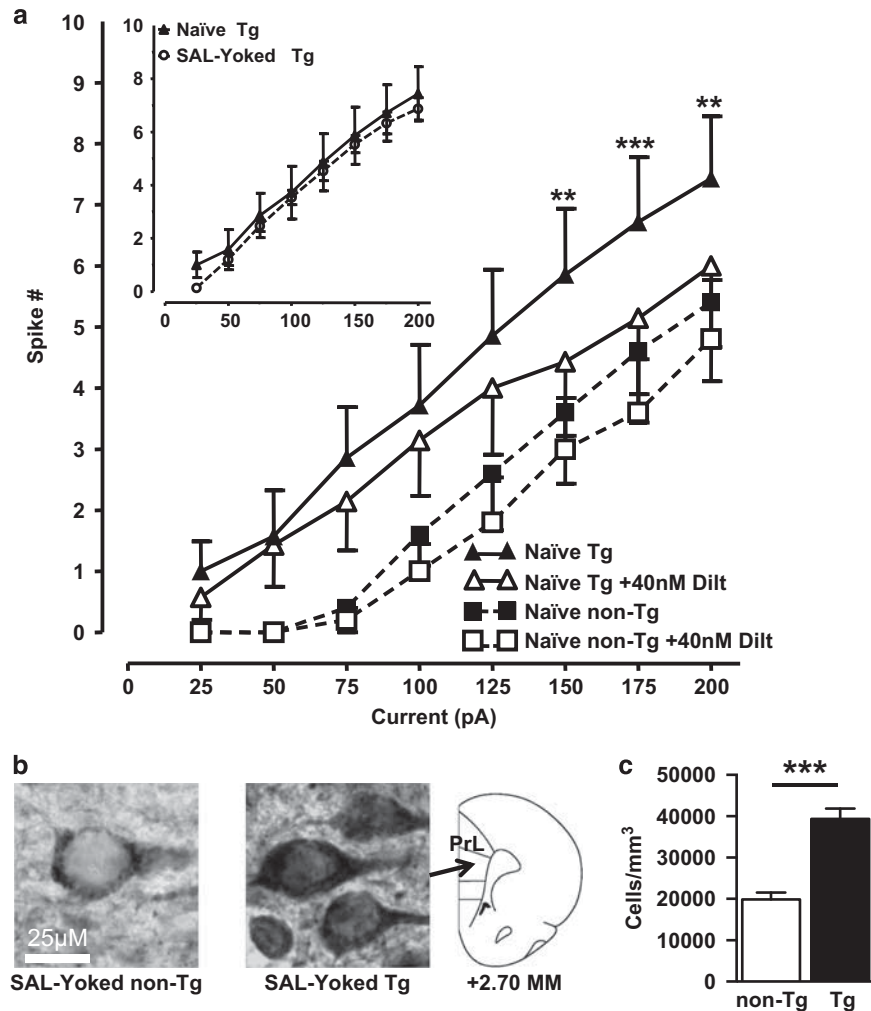 a
10
9
8
7
6
5
4
3
2
1
0
Spike #
10
8
6
4
2
0
Naïve Tg
SAL-Yoked Tg
0 50 100 150 200
**
***
**
Naïve Tg
Naïve Tg +40nM Dilt
Naïve non-Tg
Naïve non-Tg +40nM Dilt
0 25 50 75 100 125 150 175 200
Current (pA)
b
25µM
SAL-Yoked non-Tg
SAL-Yoked Tg
PrL
+2.70 MM
c
50000
40000
30000
20000
10000
0
Cells/mm³
***
non-Tg Tg